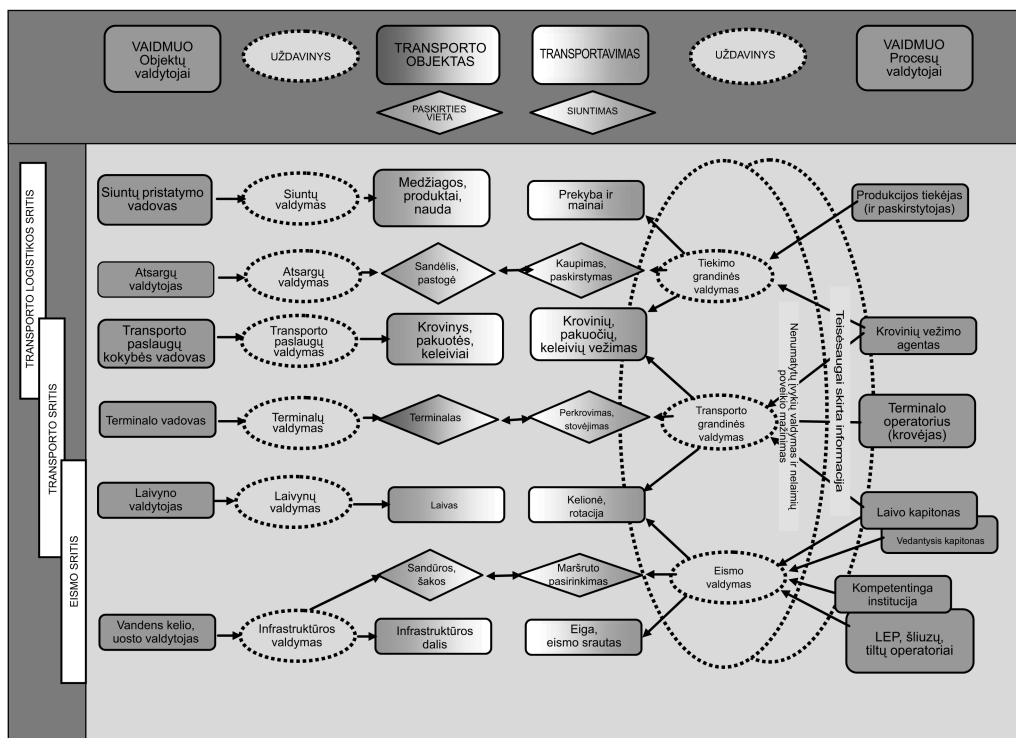 VAIDMUO
Objektų
valdytojai
UŽDAVINYS
TRANSPORTO
OBJEKTAS
TRANSPORTAVIMAS
UŽDAVINYS
VAIDMUO
Procesų
valdytojai
PASKIRTIES
VIETA
SIUNTIMAS
TRANSPORTO LOGISTIKOS SRITIS
TRANSPORTO SRITIS
EISMO SRITIS
Siuntų pristatymo
vadovas
Siuntų
valdymas
Medžiagos,
produktai,
nauda
Prekyba ir
mainai
Produkcijos tiekėjas
(ir paskirstytojas)
Atsargų
valdytojas
Atsargų
valdymas
Sandėlis,
pastogė
Kaupimas,
paskirstymas
Tiekimo
grandinės
valdymas
Transporto
paslaugų
kokybės vadovas
Transporto
paslaugų
valdymas
Krovinys,
pakuotės,
keleiviai
Krovinių,
pakuočių,
keleivių vežimas
Nenumatytų įvykių valdymas ir nelaimių
poveikio mažinimas
Teisėsaugai skirta informacija
Krovinių vežimo
agentas
Terminalo vadovas
Terminalų
valdymas
Terminalas
Perkrovimas,
stovėjimas
Transporto
grandinės
valdymas
Terminalo
operatorius
(krovėjas)
Laivyno
valdytojas
Laivynų
valdymas
Laivas
Kelionė,
rotacija
Laivo kapitonas
Vedantysis kapitonas
Sandūros,
šakos
Maršruto
pasirinkimas
Eismo
valdymas
Kompetentinga
institucija
Vandens kelio,
uosto valdytojas
Infrastruktūros
valdymas
Infrastruktūros
dalis
Eiga,
eismo srautas
LEP, šliuzų,
tiltų operatoriai